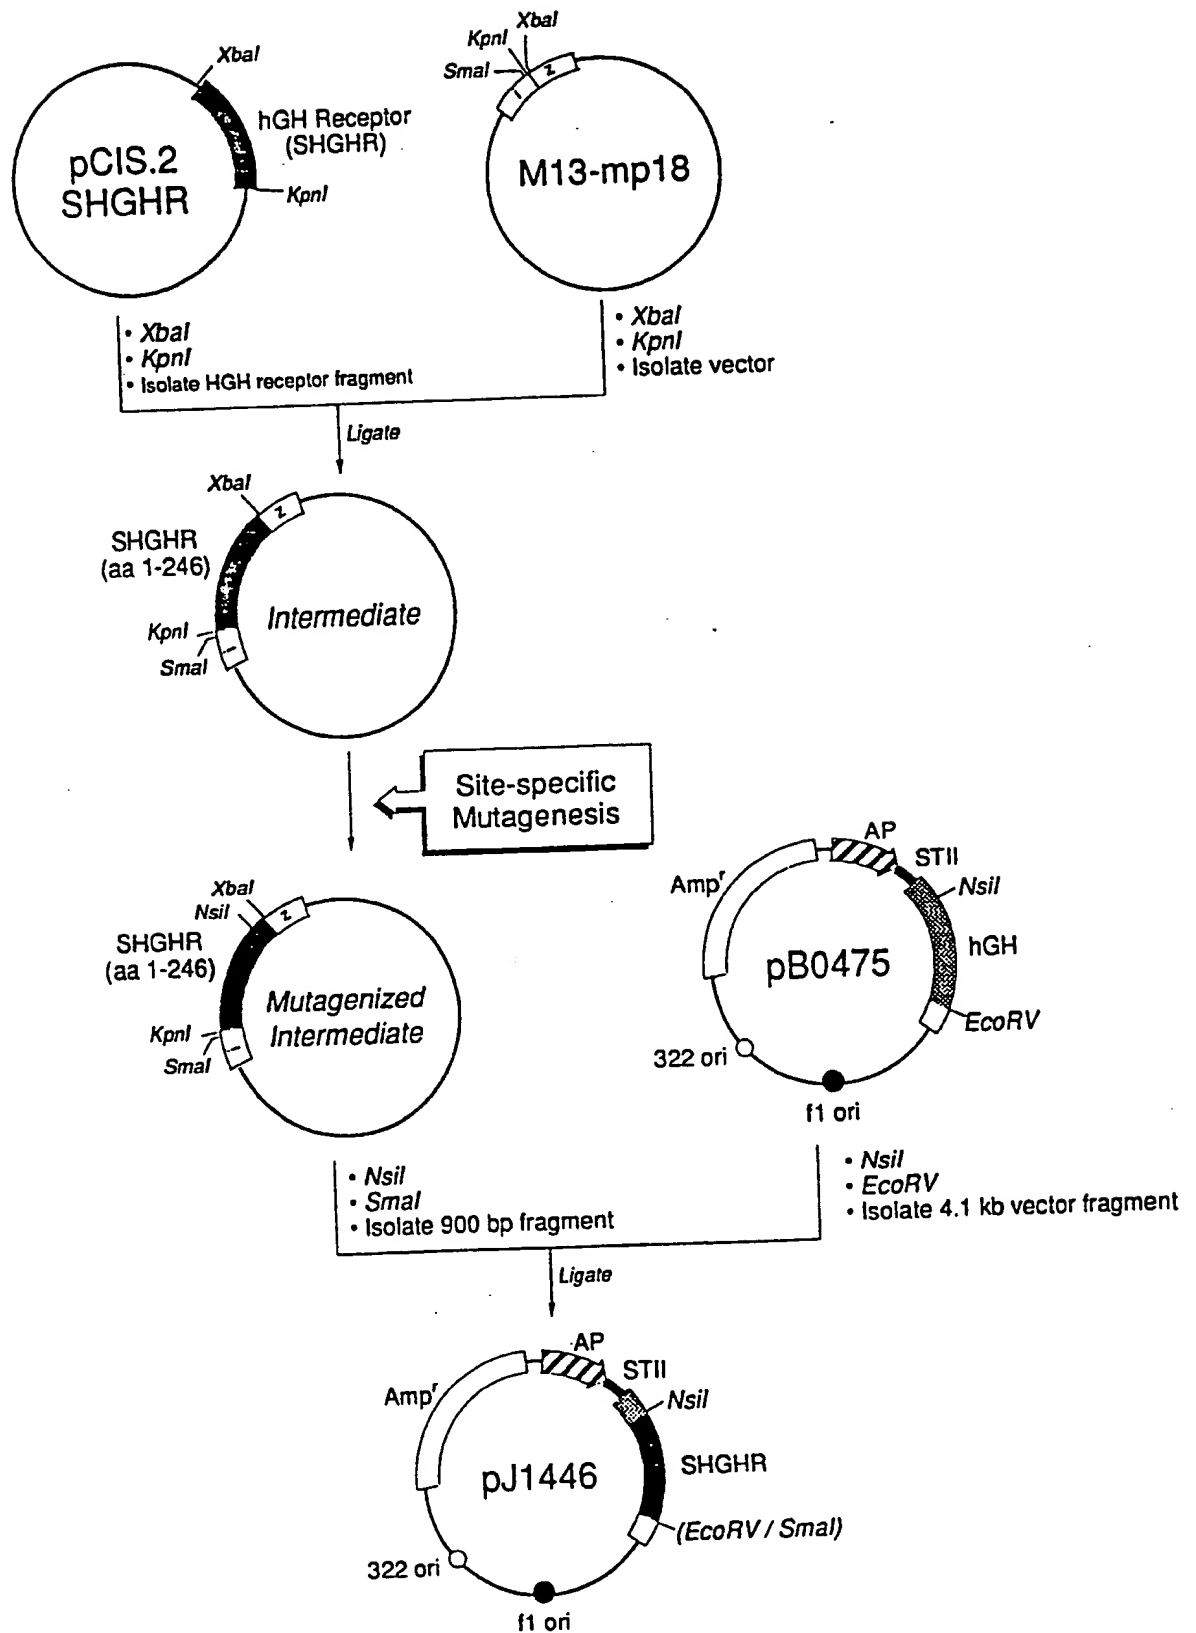 XbaI
hGH Receptor
(SHGHR)
KpnI
pCIS.2
SHGHR
XbaI
KpnI
SmaI
I
Z
M13-mp18
• XbaI
• KpnI
• Isolate HGH receptor fragment
• XbaI
• KpnI
• Isolate vector
Ligate
XbaI
Z
SHGHR
(aa 1-246)
Intermediate
KpnI
SmaI
I
Site-specific
Mutagenesis
XbaI
NsiI
Z
SHGHR
(aa 1-246)
Mutagenized
Intermediate
KpnI
SmaI
I
AP
STII
NsiI
Ampr
hGH
pB0475
EcoRV
322 ori
f1 ori
• NsiI
• SmaI
• Isolate 900 bp fragment
• NsiI
• EcoRV
• Isolate 4.1 kb vector fragment
Ligate
AP
STII
NsiI
Ampr
SHGHR
pJ1446
(EcoRV / SmaI)
322 ori
f1 ori